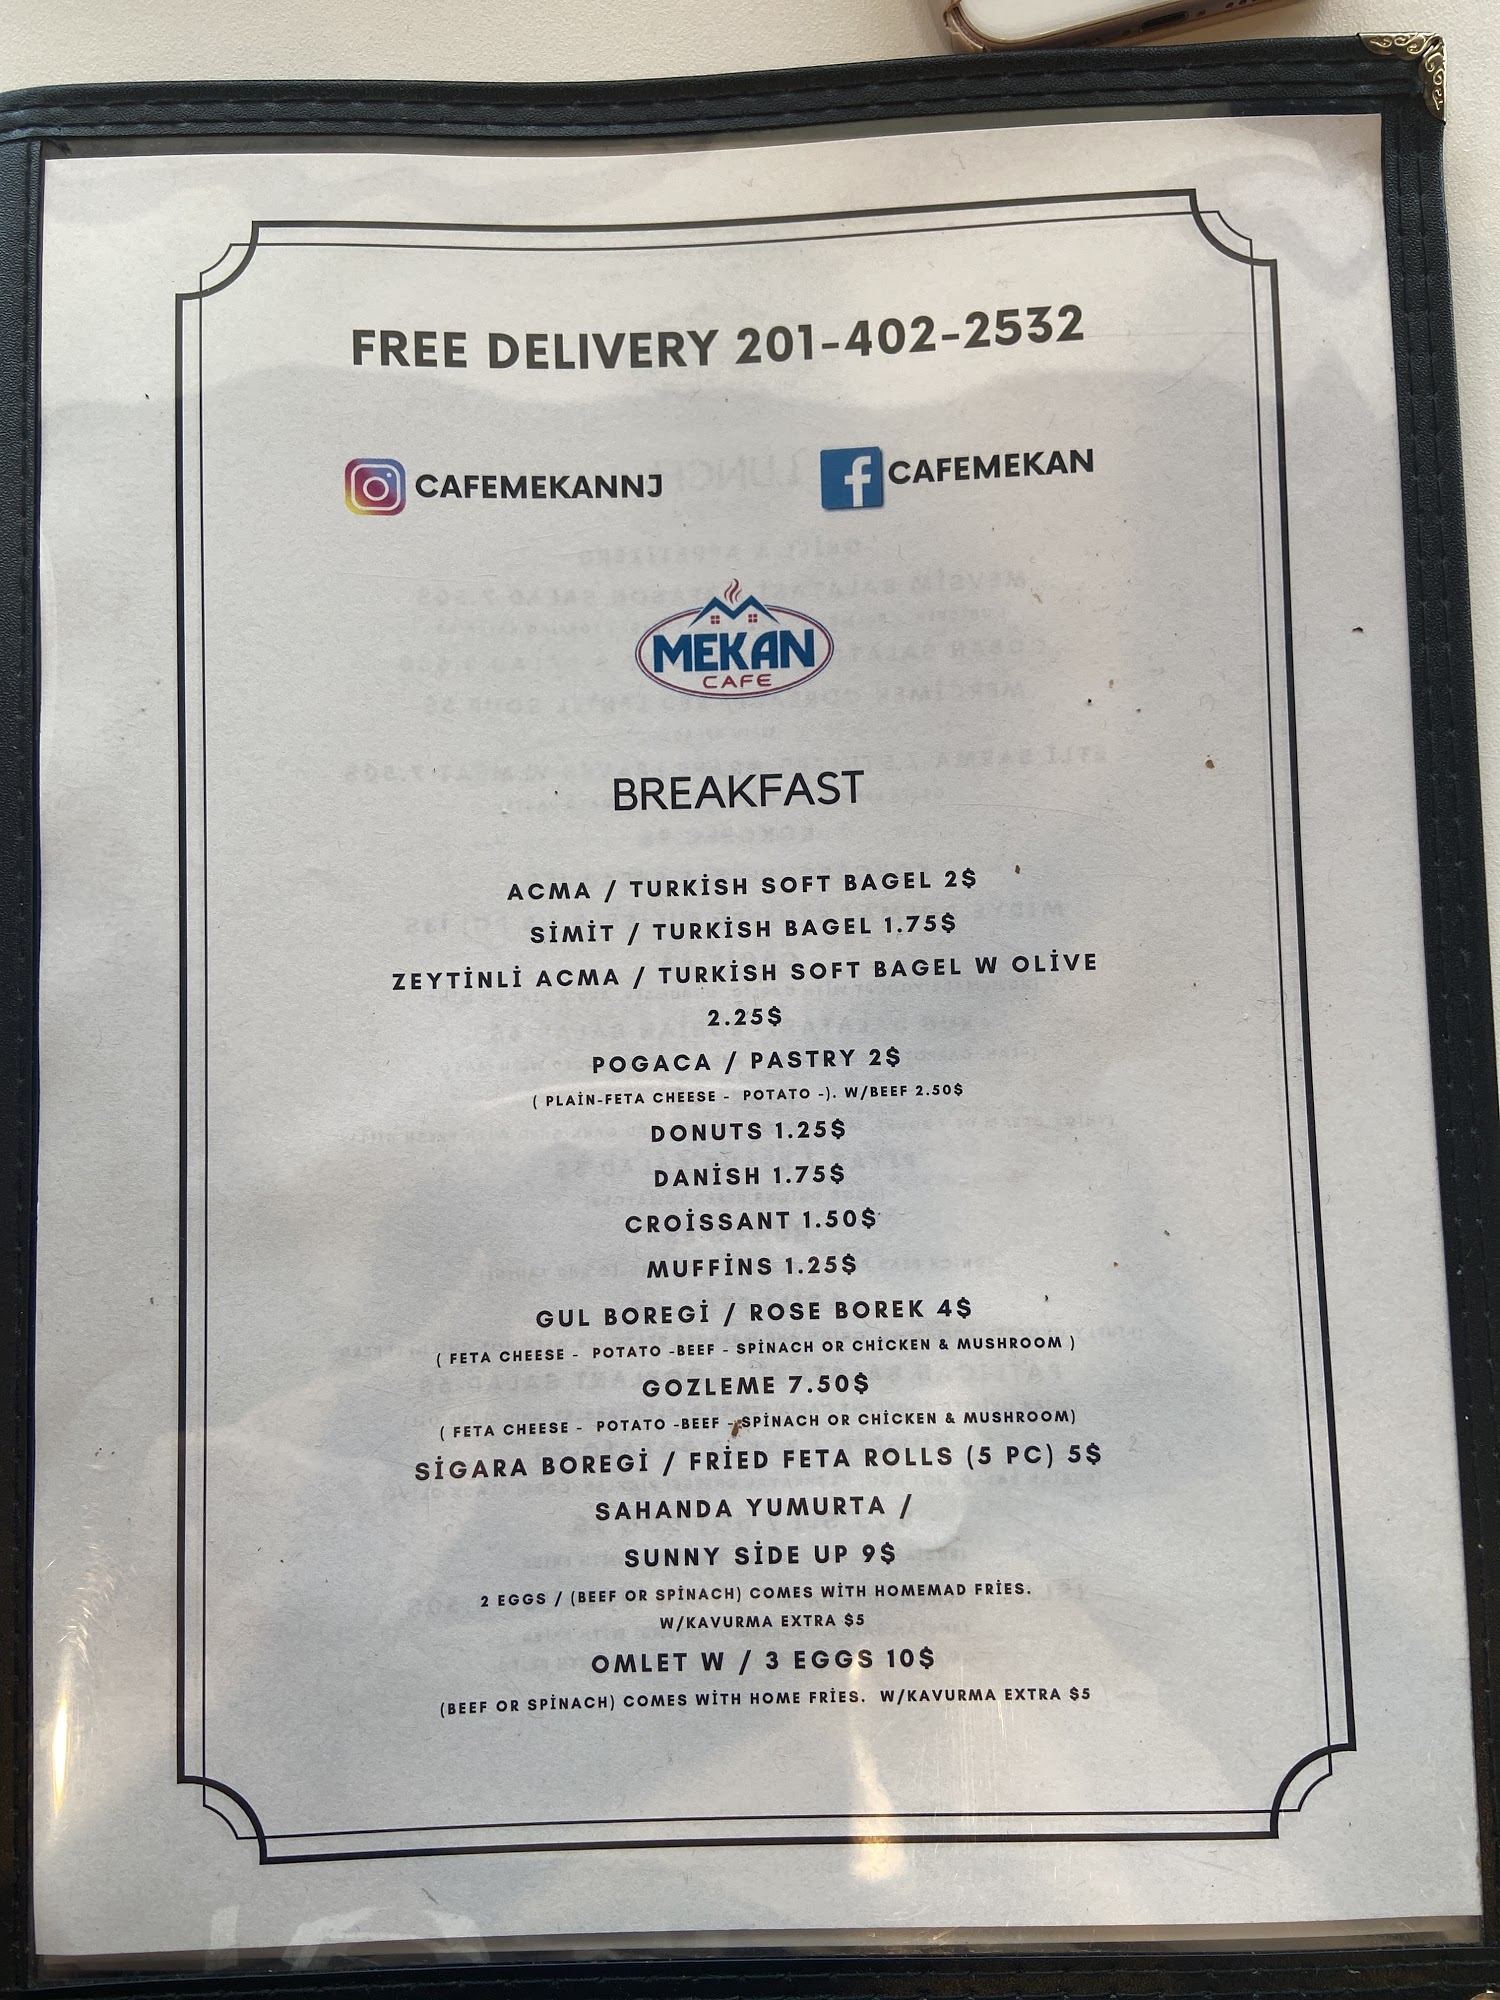 FREE DELIVERY 201-402-2532
CAFEMEKANNJ
CAFEMEKAN
MEKAN
CAFE
BREAKFAST
ACMA / TURKİSH SOFT BAGEL 2$
SİMİT / TURKİSH BAGEL 1.75$
ZEYTİNLİ ACMA / TURKİSH SOFT BAGEL W OLİVE
2.25$
POGACA / PASTRY 2$
( PLAİN-FETA CHEESE - POTATO -). W/BEEF 2.50$
DONUTS 1.25$
DANİSH 1.75$
CROİSSANT 1.50$
MUFFİNS 1.25$
GUL BOREGİ / ROSE BOREK 4$
( FETA CHEESE - POTATO -BEEF - SPİNACH OR CHİCKEN & MUSHROOM )
GOZLEME 7.50$
( FETA CHEESE - POTATO -BEEF - SPİNACH OR CHİCKEN & MUSHROOM)
SİGARA BOREGİ / FRİED FETA ROLLS (5 PC) 5$
SAHANDA YUMURTA /
SUNNY SİDE UP 9$
2 EGGS / (BEEF OR SPİNACH) COMES WİTH HOMEMAD FRİES.
W/KAVURMA EXTRA $5
OMLET W / 3 EGGS 10$
(BEEF OR SPİNACH) COMES WİTH HOME FRİES. W/KAVURMA EXTRA $5